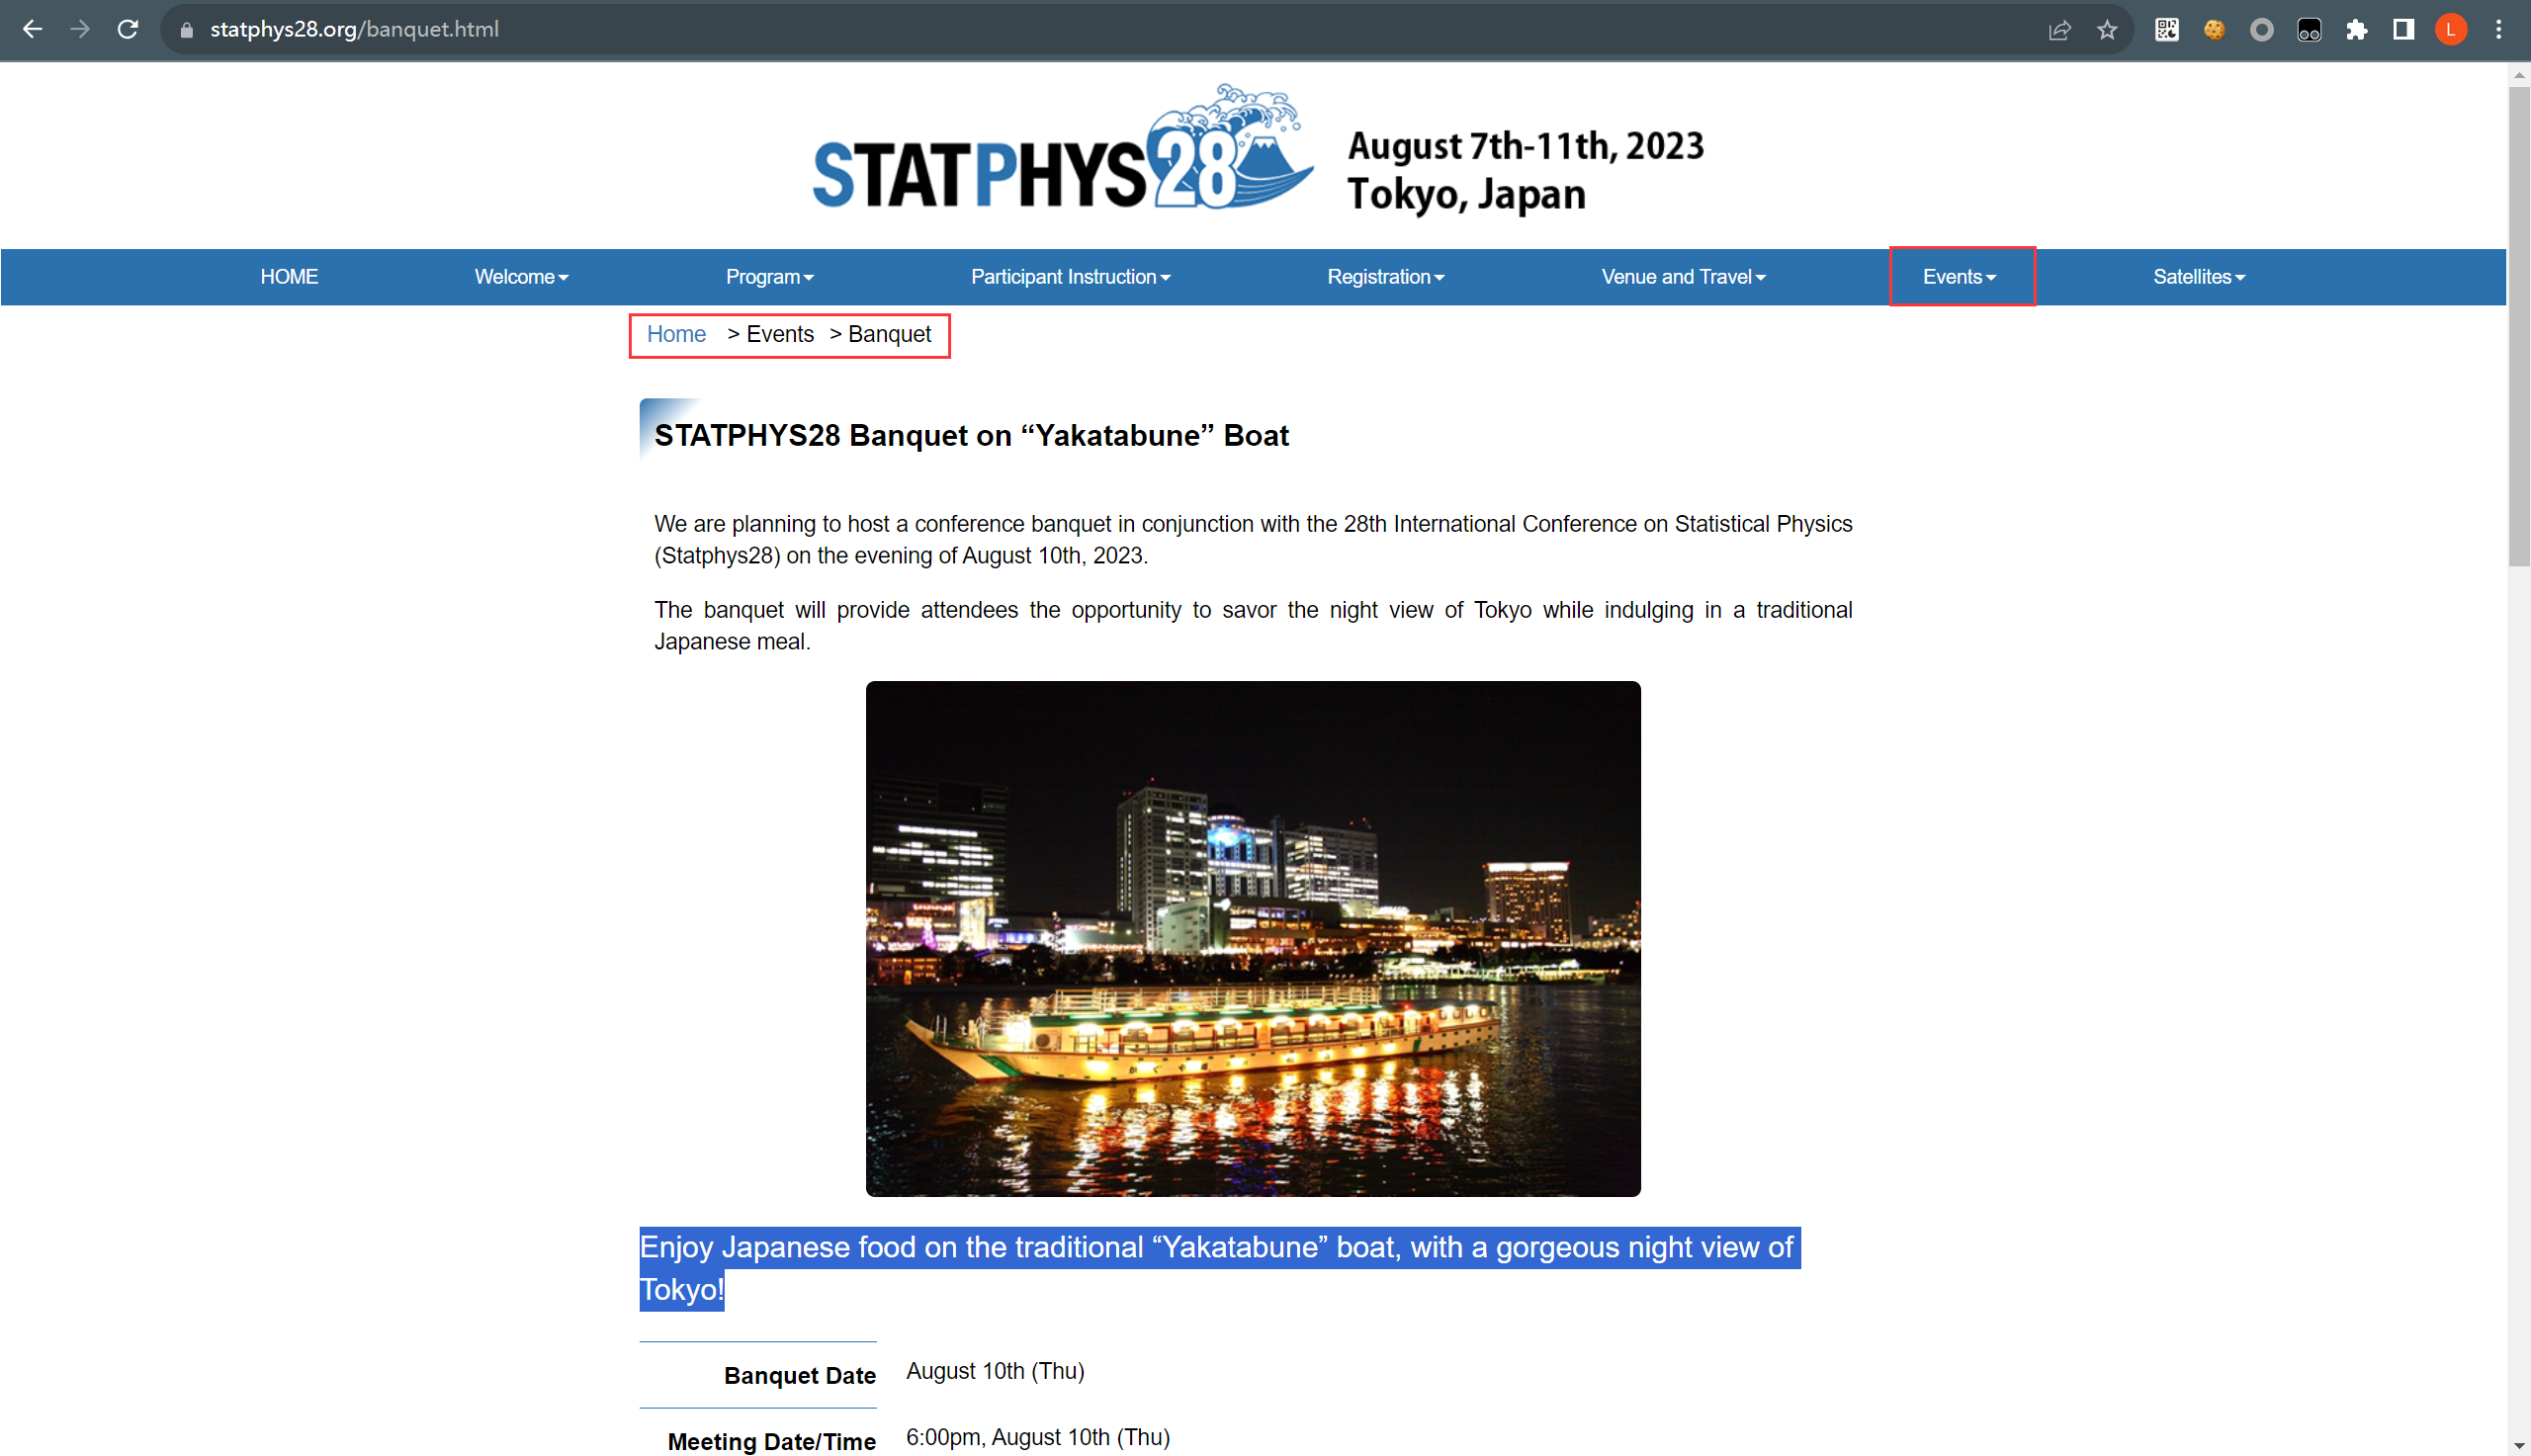 statphys28.org/banquet.html
L
STATPHYS28
August 7th-11th, 2023
Tokyo, Japan
HOME Welcome Program Participant Instruction Registration Venue and Travel Events Satellites
Home > Events > Banquet
STATPHYS28 Banquet on “Yakatabune” Boat
We are planning to host a conference banquet in conjunction with the 28th International Conference on Statistical Physics
(Statphys28) on the evening of August 10th, 2023.
The banquet will provide attendees the opportunity to savor the night view of Tokyo while indulging in a traditional
Japanese meal.
Enjoy Japanese food on the traditional “Yakatabune” boat, with a gorgeous night view of
Tokyo!
Banquet Date August 10th (Thu)
Meeting Date/Time 6:00pm, August 10th (Thu)